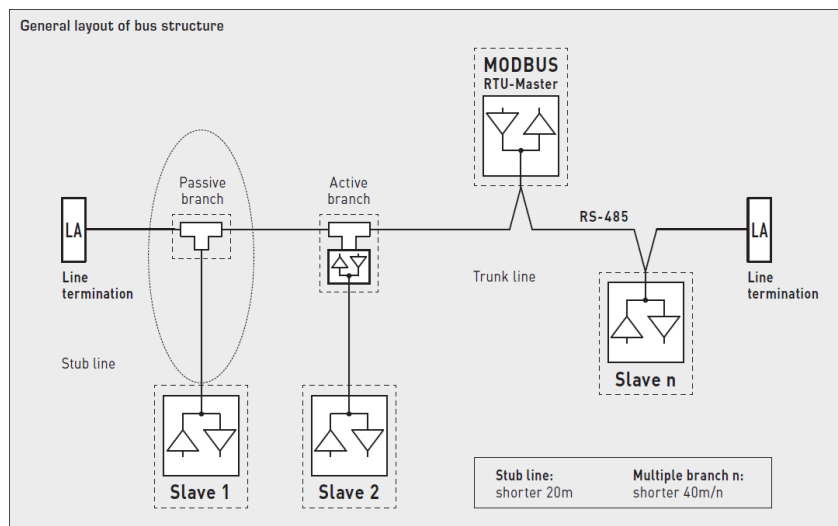 General layout of bus structure
MODBUS
RTU-Master
Passive
branch
Active
branch
RS-485
LA
LA
Line
termination
Trunk line
Line
termination
Stub line
Slave n
Slave 1
Slave 2
Stub line:
shorter 20m
Multiple branch n:
shorter 40m/n